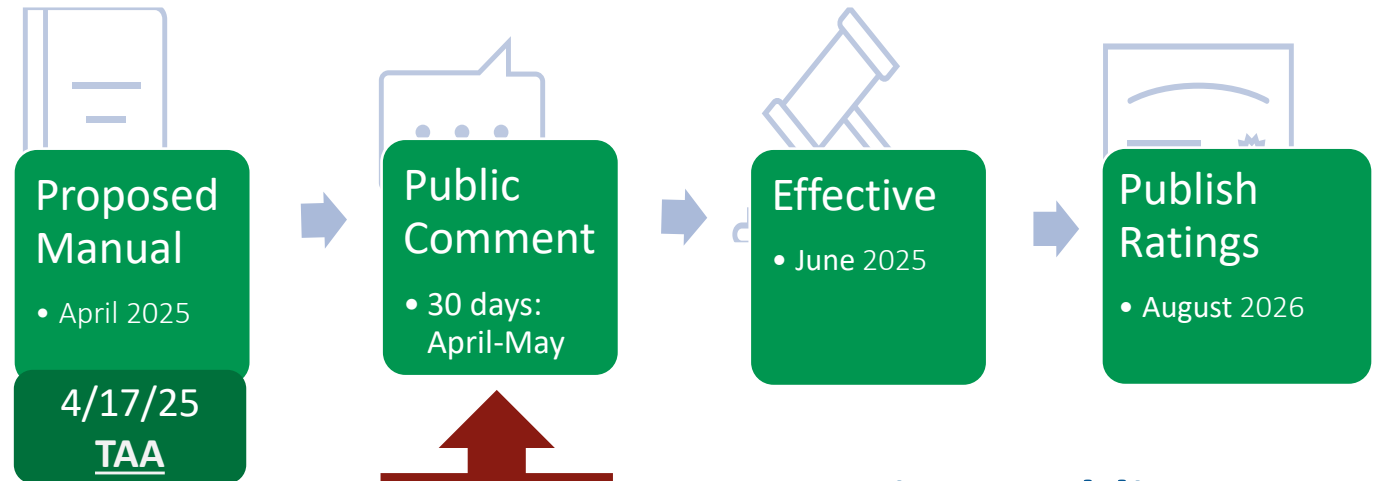 Proposed
Manual
• April 2025
4/17/25
TAA
Public
Comment
• 30 days:
April-May
Effective
• June 2025
Publish
Ratings
• August 2026